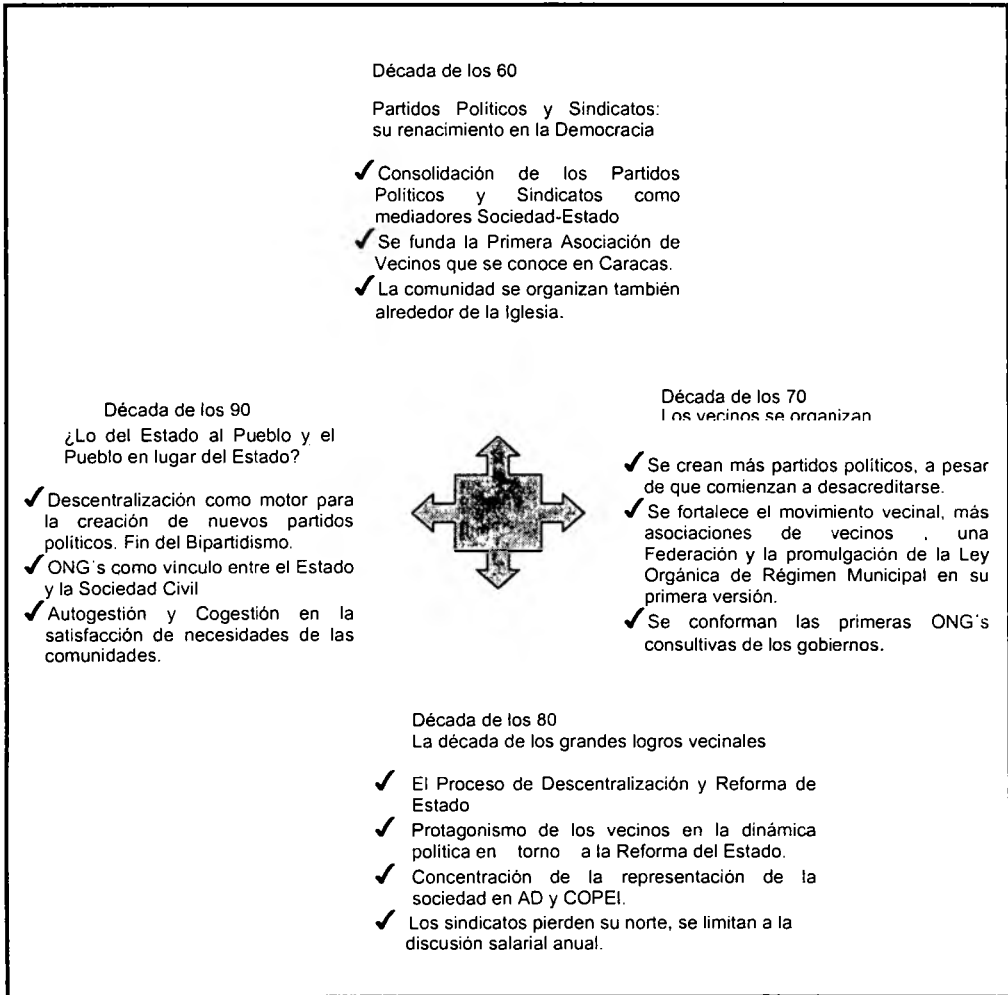 Década de los 60
Partidos Políticos y Sindicatos:
su renacimiento en la Democracia
✓ Consolidación de los Partidos
Políticos y Sindicatos como
mediadores Sociedad-Estado
✓ Se funda la Primera Asociación de
Vecinos que se conoce en Caracas.
✓ La comunidad se organizan también
alrededor de la Iglesia.
Década de los 70
Los vecinos se organizan
✓ Se crean más partidos políticos, a pesar
de que comienzan a desacreditarse.
✓ Se fortalece el movimiento vecinal, más
asociaciones de vecinos , una
Federación y la promulgación de la Ley
Orgánica de Régimen Municipal en su
primera versión.
✓ Se conforman las primeras ONG's
consultivas de los gobiernos.
Década de los 90
¿Lo del Estado al Pueblo y el
Pueblo en lugar del Estado?
✓ Descentralización como motor para
la creación de nuevos partidos
políticos. Fin del Bipartidismo.
✓ ONG's como vinculo entre el Estado
y la Sociedad Civil
✓ Autogestión y Cogestión en la
satisfacción de necesidades de las
comunidades.
Década de los 80
La década de los grandes logros vecinales
✓ El Proceso de Descentralización y Reforma de
Estado
✓ Protagonismo de los vecinos en la dinámica
política en torno a la Reforma del Estado.
✓ Concentración de la representación de la
sociedad en AD y COPEI.
✓ Los sindicatos pierden su norte, se limitan a la
discusión salarial anual.